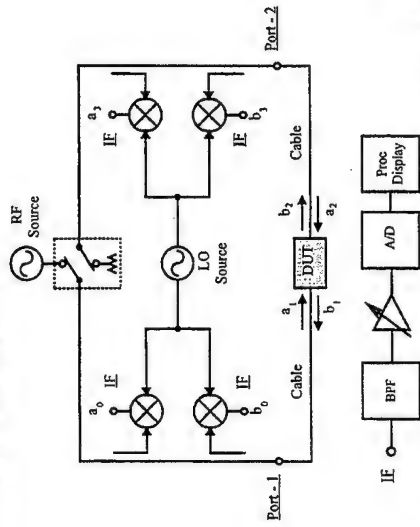 RF
Source
Port - 1
Port - 2
a₀
IF
IF
b₀
LO
Source
a₃
IF
IF
b₃
Cable
a₁
b₁
DUT
b₂
a₂
Cable
IF
BPF
A/D
Proc
Display